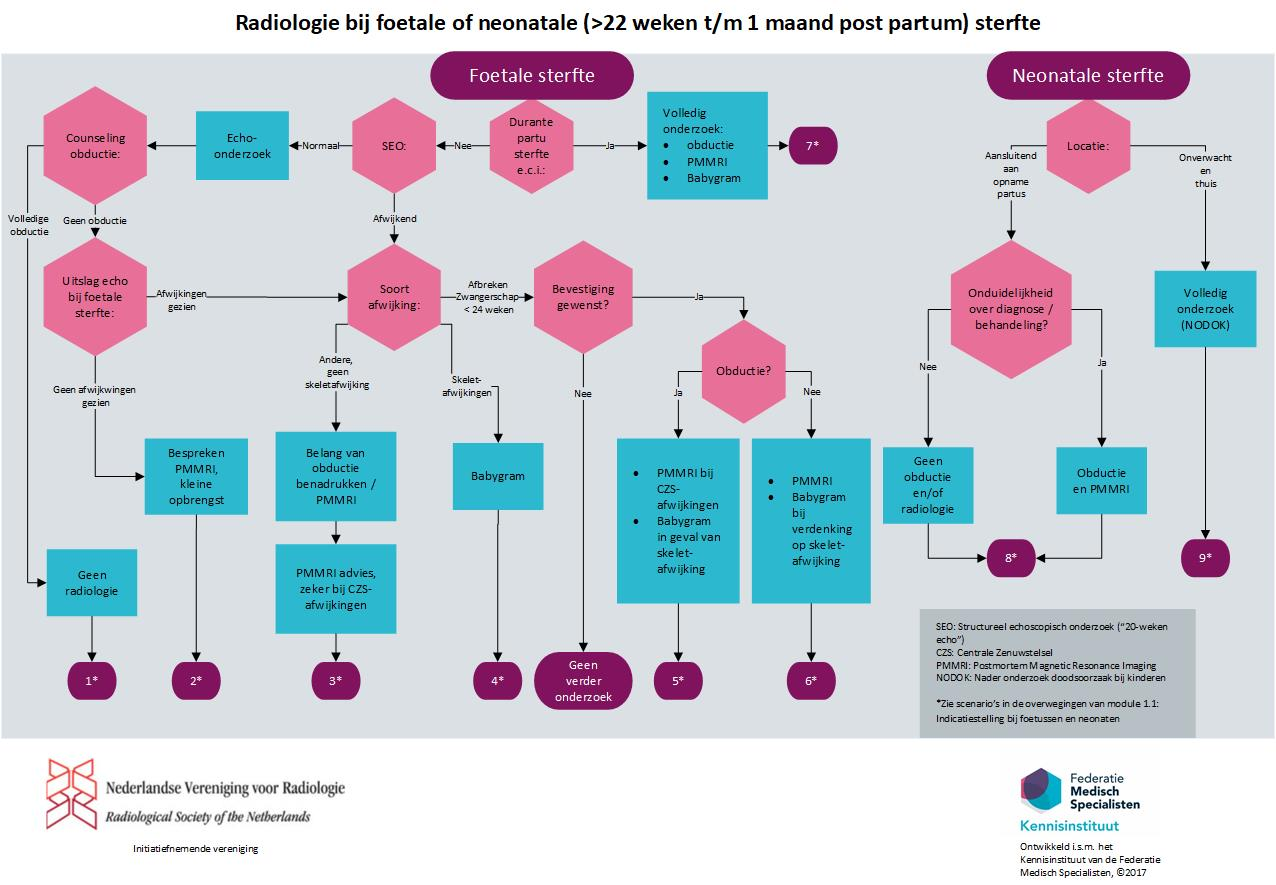 Radiologie bij foetale of neonatale (>22 weken t/m 1 maand post partum) sterfte
Foetale sterfte
Neonatale sterfte
Counseling
obductie:
Echo-
onderzoek
Normaal
SEO:
Nee
Durante
partu
sterfte
e.c.i.:
Ja
Volledig
onderzoek:
• obductie
• PMMRI
• Babygram
7*
Locatie:
Aansluitend
aan
opname
partus
Onverwacht
en
thuis
Volledige
obductie
Geen obductie
Afwijkend
Uitslag echo
bij foetale
sterfte:
Afwijkingen
gezien
Soort
afwijking:
Afbreken
Zwangerschap
< 24 weken
Bevestiging
gewenst?
Ja
Onduidelijkheid
over diagnose /
behandeling?
Volledig
onderzoek
(NODOK)
Geen afwijkwingen
gezien
Andere,
geen
skeletafwijking
Skelet-
afwijkingen
Nee
Obductie?
Ja
Nee
Nee
Ja
Bespreken
PMMRI,
kleine
opbrengst
Belang van
obductie
benadrukken /
PMMRI
Babygram
• PMMRI bij
CZS-
afwijkingen
• Babygram
in geval van
skelet-
afwijking
• PMMRI
• Babygram
bij
verdenking
op skelet-
afwijking
Geen
obductie
en/of
radiologie
Obductie
en PMMRI
Geen
radiologie
PMMRI advies,
zeker bij CZS-
afwijkingen
8*
9*
1*
2*
3*
4*
Geen
verder
onderzoek
5*
6*
SEO: Structureel echoscopisch onderzoek (“20-weken
echo”)
CZS: Centrale Zenuwstelsel
PMMRI: Postmortem Magnetic Resonance Imaging
NODOK: Nader onderzoek doodsoorzaak bij kinderen
*Zie scenario’s in de overwegingen van module 1.1:
Indicatiestelling bij foetussen en neonaten
Nederlandse Vereniging voor Radiologie
Radiological Society of the Netherlands
Initiatiefnemende vereniging
Federatie
Medisch
Specialisten
Kennisinstituut
Ontwikkeld i.s.m. het
Kennisinstituut van de Federatie
Medisch Specialisten, ©2017